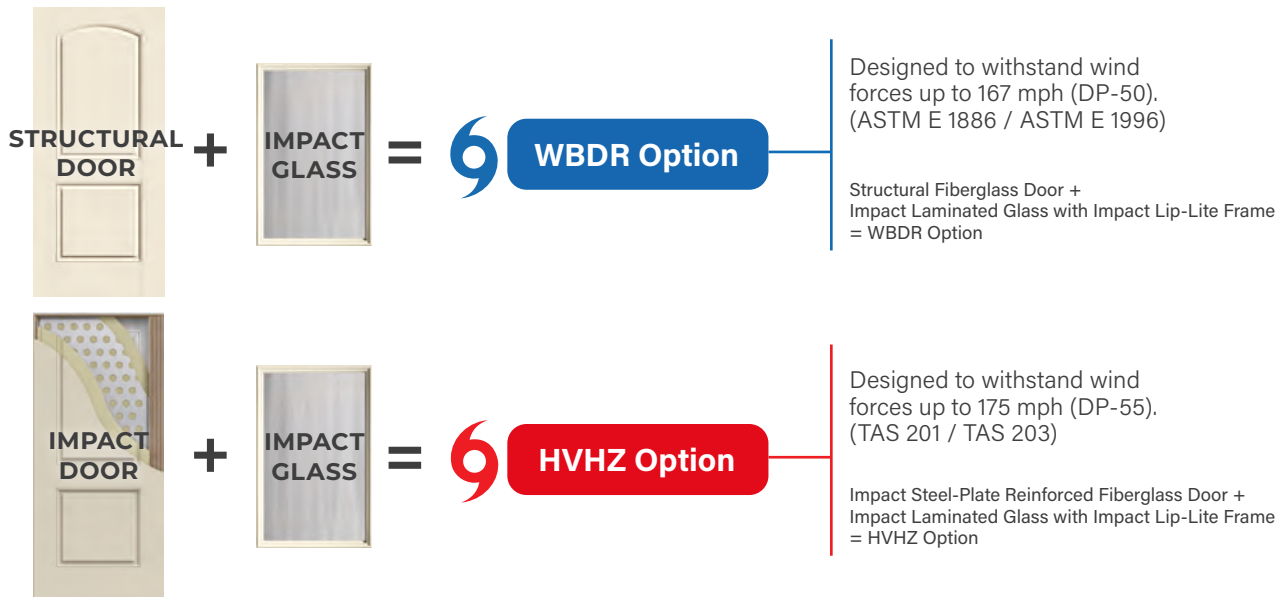 STRUCTURAL
DOOR
+
IMPACT
GLASS
=
WBDR Option
Designed to withstand wind
forces up to 167 mph (DP-50).
(ASTM E 1886 / ASTM E 1996)
Structural Fiberglass Door +
Impact Laminated Glass with Impact Lip-Lite Frame
= WBDR Option
IMPACT
DOOR
+
IMPACT
GLASS
=
HVHZ Option
Designed to withstand wind
forces up to 175 mph (DP-55).
(TAS 201 / TAS 203)
Impact Steel-Plate Reinforced Fiberglass Door +
Impact Laminated Glass with Impact Lip-Lite Frame
= HVHZ Option